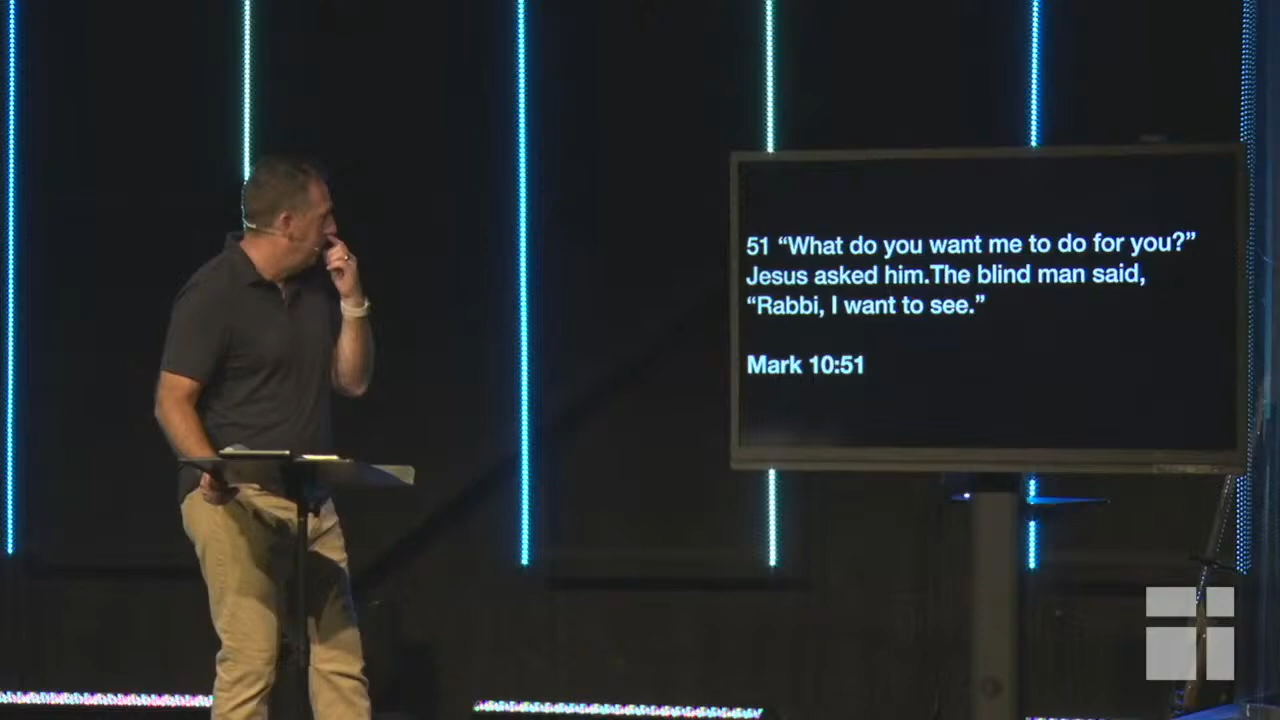 51 “What do you want me to do for you?”
Jesus asked him.The blind man said,
“Rabbi, I want to see.”
Mark 10:51